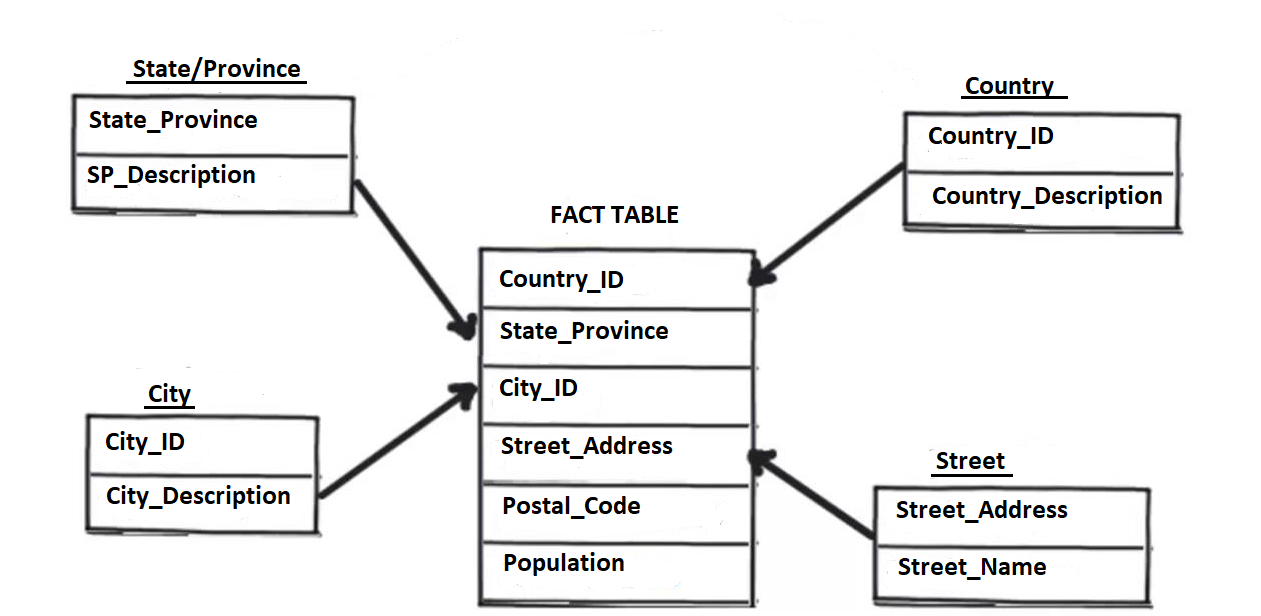 State/Province
State_Province
SP_Description
Country
Country_ID
Country_Description
FACT TABLE
Country_ID
State_Province
City_ID
Street_Address
Postal_Code
Population
City
City_ID
City_Description
Street
Street_Address
Street_Name